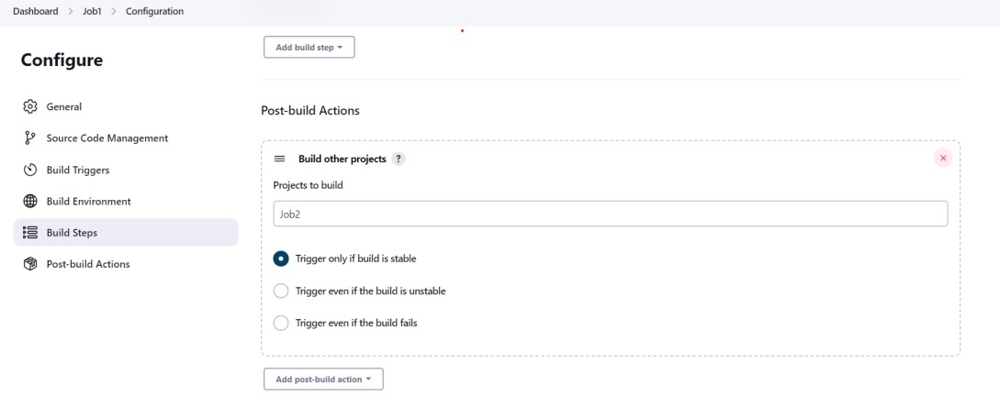 Dashboard > Job1 > Configuration
Configure
General
Source Code Management
Build Triggers
Build Environment
Build Steps
Post-build Actions
Add build step
Post-build Actions
Build other projects ?
Projects to build
Job2
Trigger only if build is stable
Trigger even if the build is unstable
Trigger even if the build fails
Add post-build action